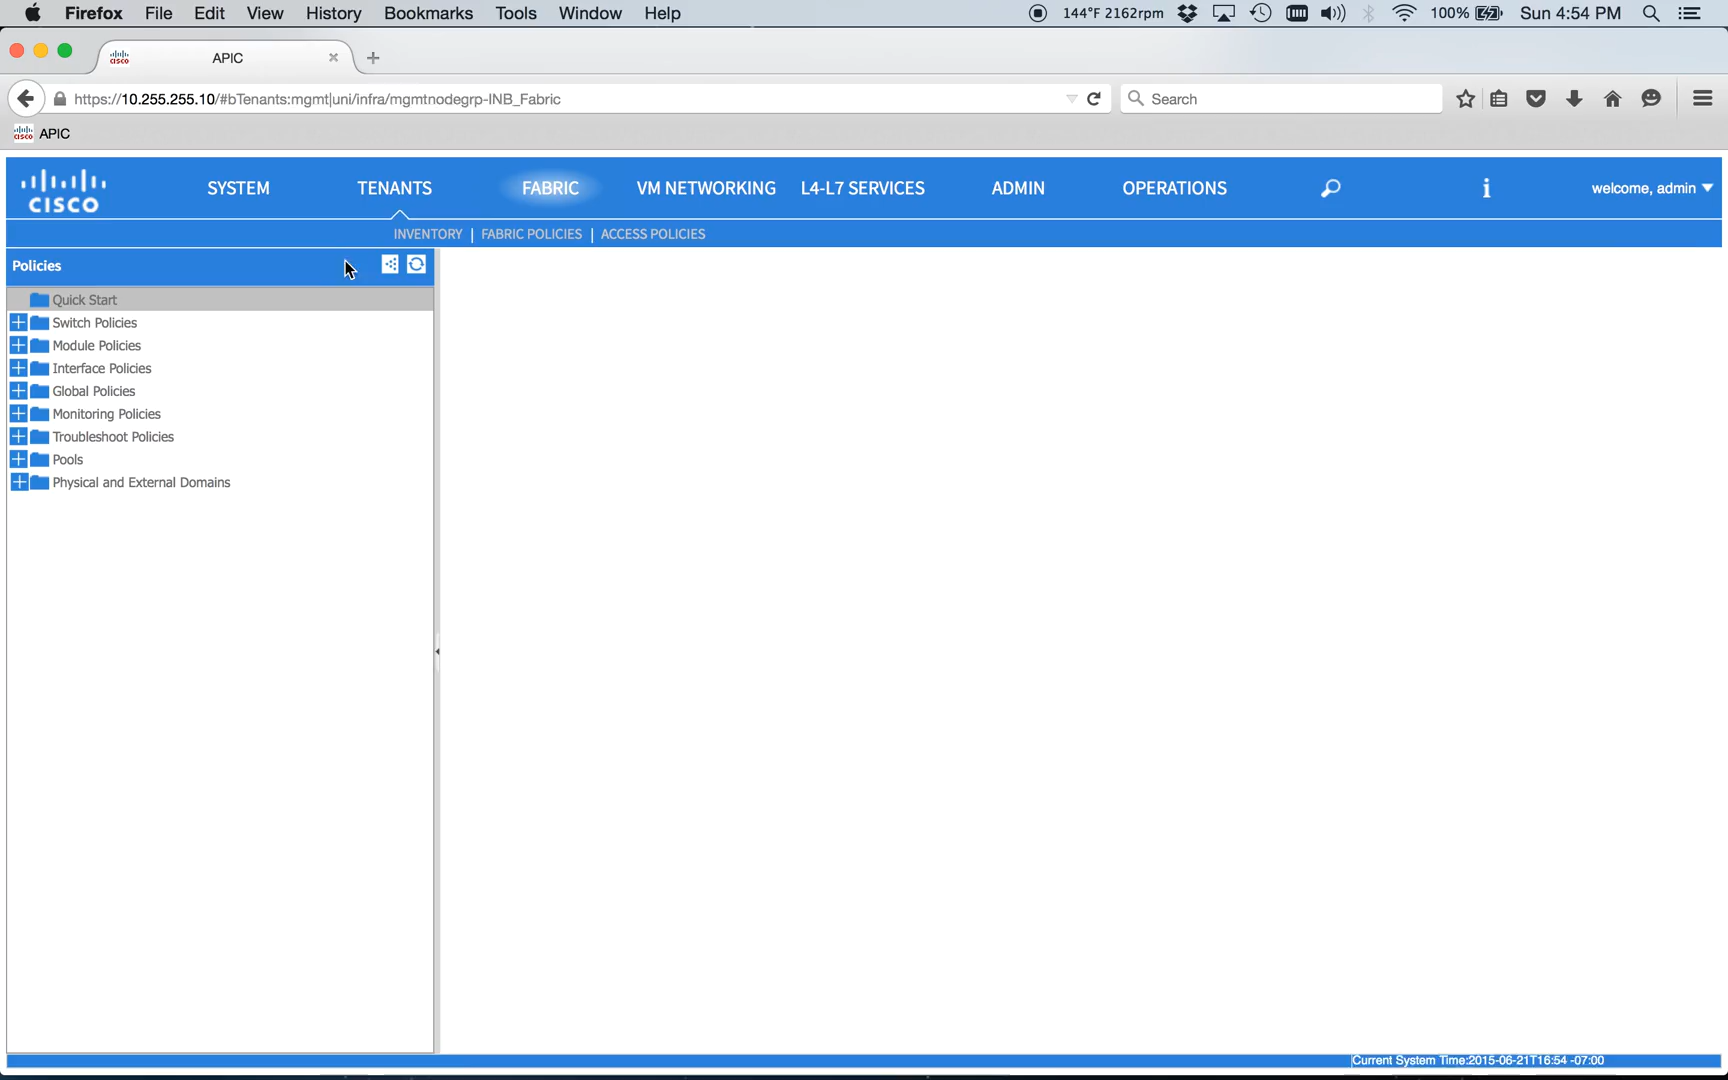 Firefox File Edit View History Bookmarks Tools Window Help 144°F 2162rpm 100% Sun 4:54 PM
cisco APIC
https://10.255.255.10/#bTenants:mgmt|uni/infra/mgmtnodegrp-INB_Fabric Search
cisco APIC
CISCO SYSTEM TENANTS FABRIC VM NETWORKING L4-L7 SERVICES ADMIN OPERATIONS i welcome, admin
INVENTORY | FABRIC POLICIES | ACCESS POLICIES
Policies
Quick Start
Switch Policies
Module Policies
Interface Policies
Global Policies
Monitoring Policies
Troubleshoot Policies
Pools
Physical and External Domains
Current System Time:2015-06-21T16:54 -07:00